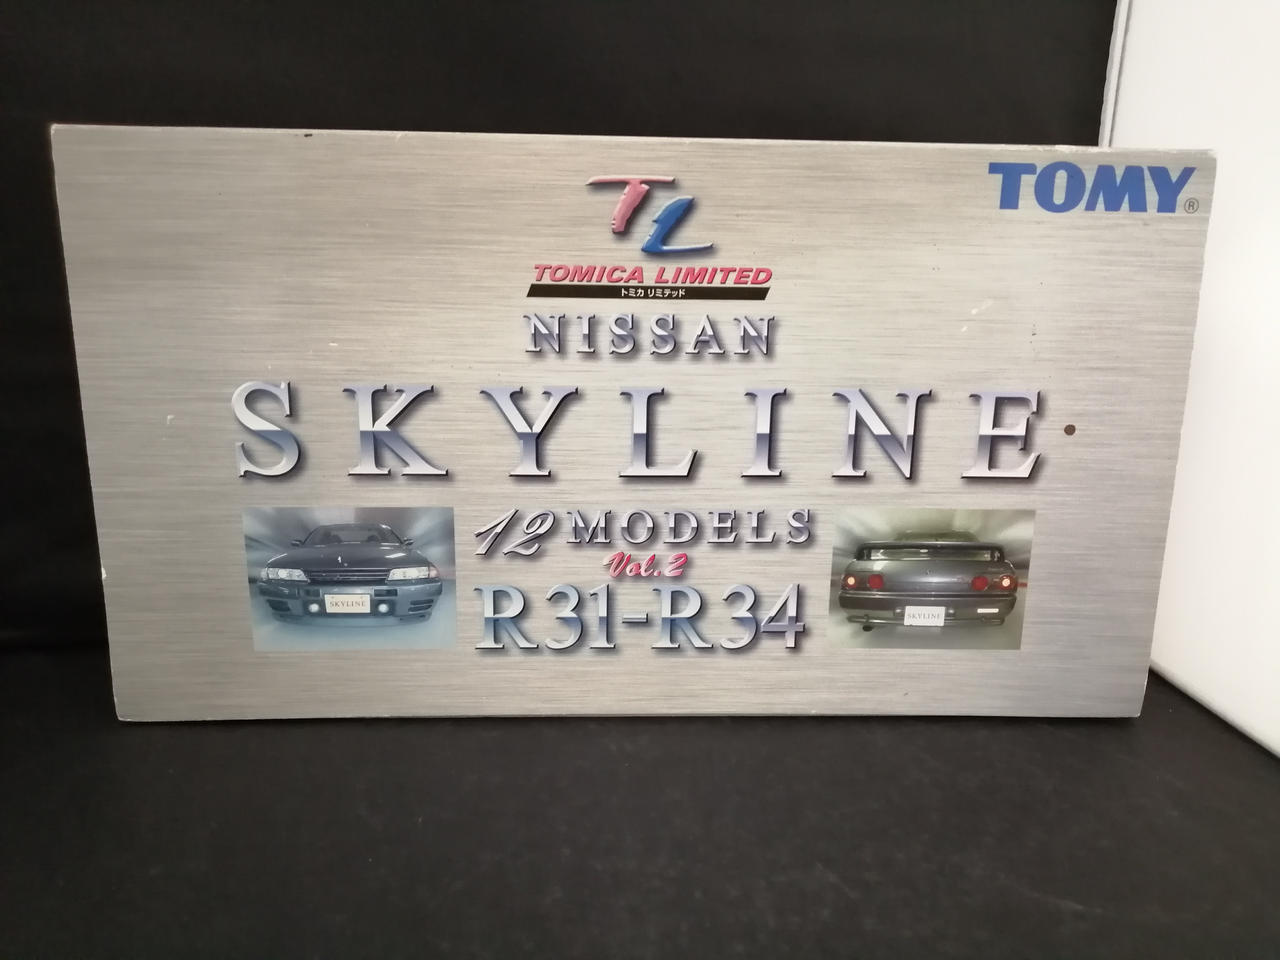 TOMY®
TL
TOMICA LIMITED
トミカ リミテッド
NISSAN
SKYLINE
12 MODELS
Vol.2
R31-R34
SKYLINE
SKYLINE